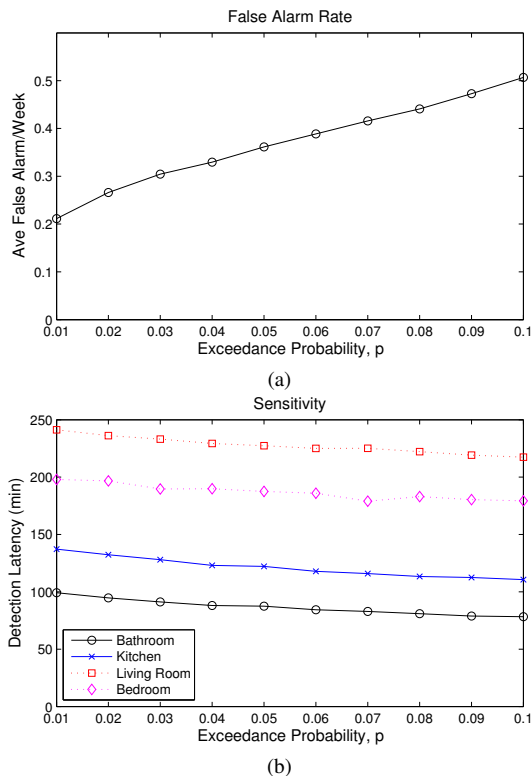 False Alarm Rate
Ave False Alarm/Week
0.5
0.4
0.3
0.2
0.1
0
0.01 0.02 0.03 0.04 0.05 0.06 0.07 0.08 0.09 0.1
Exceedance Probability, p
(a)
Sensitivity
Detection Latency (min)
250
200
150
100
50
0
Bathroom
Kitchen
Living Room
Bedroom
0.01 0.02 0.03 0.04 0.05 0.06 0.07 0.08 0.09 0.1
Exceedance Probability, p
(b)